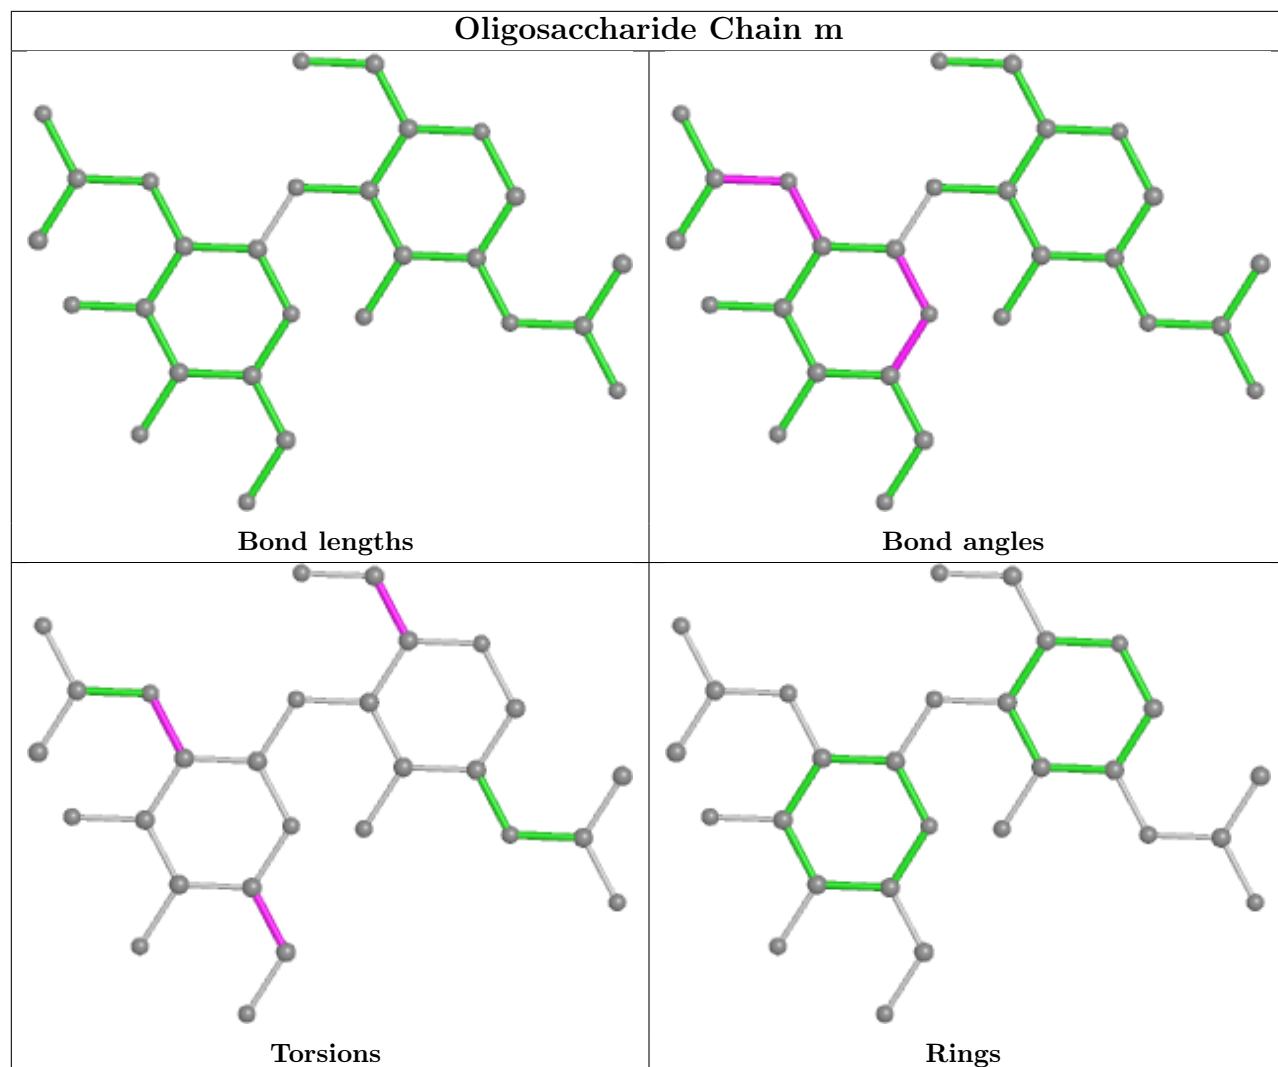 Oligosaccharide Chain m
Bond lengths
Bond angles
Torsions
Rings